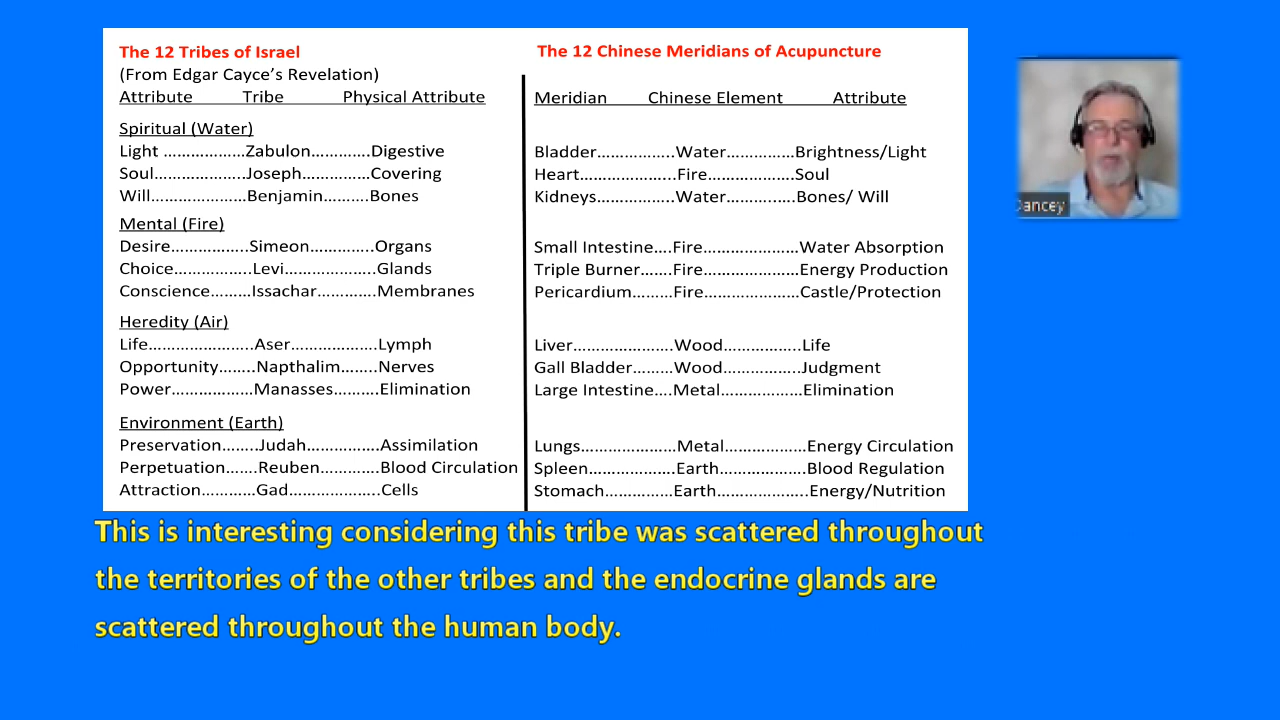 The 12 Tribes of Israel
(From Edgar Cayce's Revelation)
Attribute Tribe Physical Attribute
Spiritual (Water)
Light ....................Zabulon.............Digestive
Soul......................Joseph...............Covering
Will.......................Benjamin..........Bones
Mental (Fire)
Desire...................Simeon..............Organs
Choice...................Levi....................Glands
Conscience.........Issachar.............Membranes
Heredity (Air)
Life.........................Aser....................Lymph
Opportunity........Napthalim.......Nerves
Power....................Manasses..........Elimination
Environment (Earth)
Preservation........Judah.................Assimilation
Perpetuation.......Reuben.............Blood Circulation
Attraction............Gad......................Cells
The 12 Chinese Meridians of Acupuncture
Meridian Chinese Element Attribute
Bladder...................Water................Brightness/Light
Heart.......................Fire.....................Soul
Kidneys...................Water................Bones/ Will
Small Intestine....Fire.......................Water Absorption
Triple Burner.......Fire.......................Energy Production
Pericardium.........Fire.......................Castle/Protection
Liver........................Wood...................Life
Gall Bladder.........Wood...................Judgment
Large Intestine....Metal....................Elimination
Lungs.......................Metal...................Energy Circulation
Spleen.....................Earth....................Blood Regulation
Stomach................Earth.....................Energy/Nutrition
Dancey
This is interesting considering this tribe was scattered throughout
the territories of the other tribes and the endocrine glands are
scattered throughout the human body.